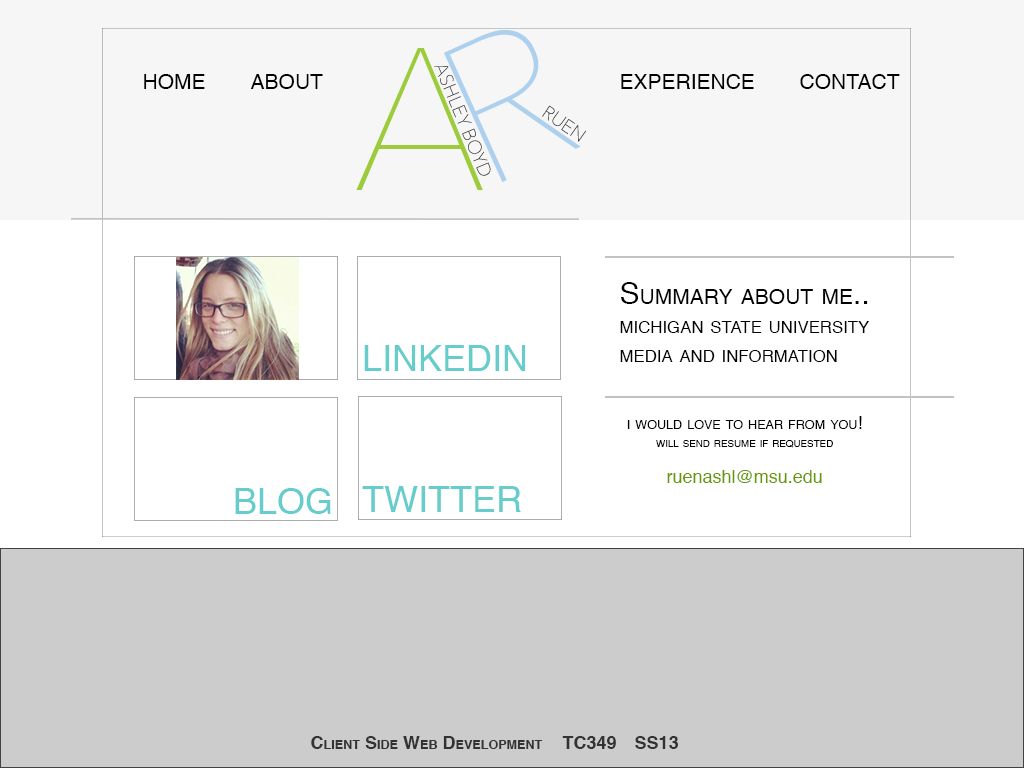 HOME ABOUT EXPERIENCE CONTACT
AR
ASHLEY BOYD
RUEN
Summary about me..
michigan state university
media and information
LINKEDIN
i would love to hear from you!
will send resume if requested
ruenashl@msu.edu
BLOG TWITTER
Client Side Web Development TC349 SS13